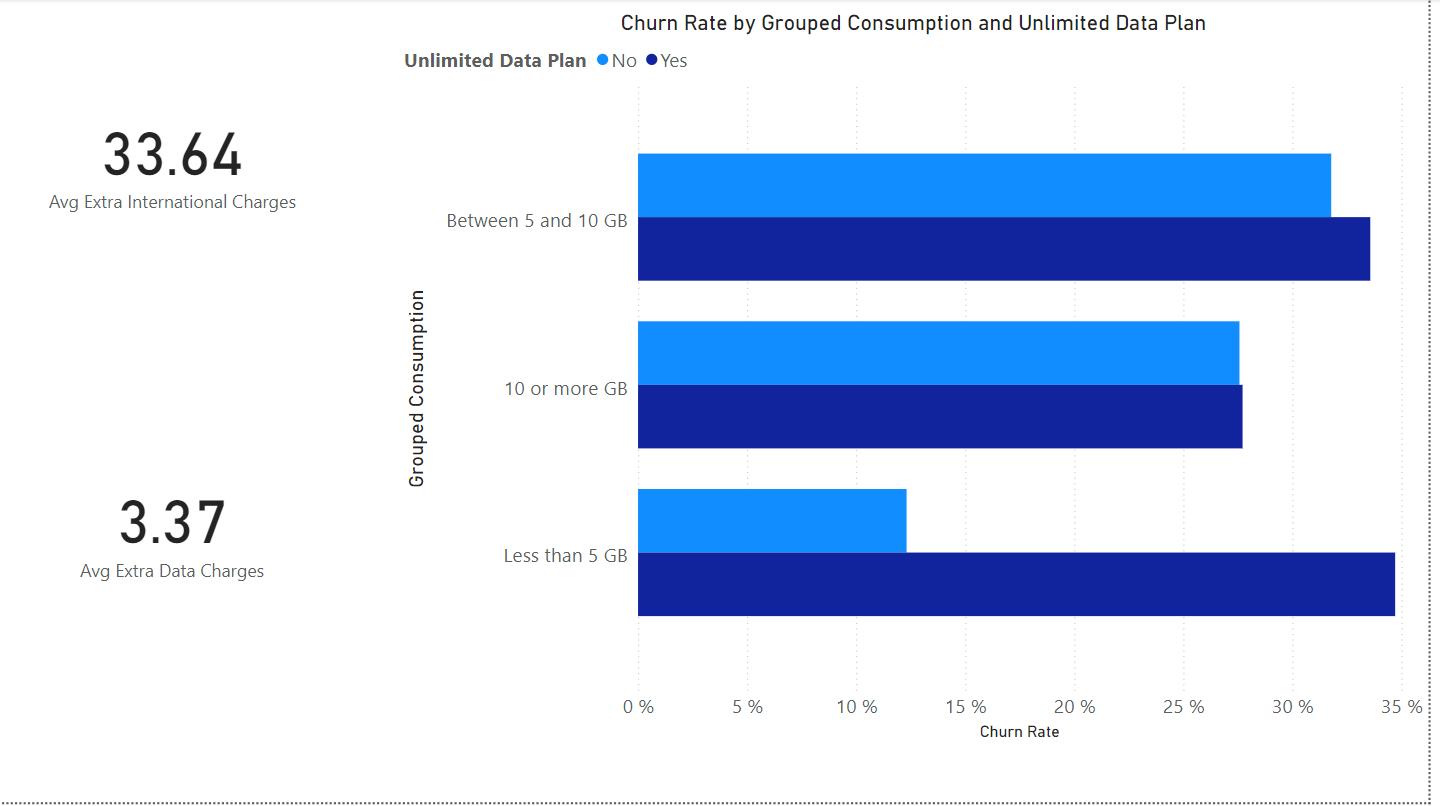 Churn Rate by Grouped Consumption and Unlimited Data Plan
Unlimited Data Plan No Yes
33.64
Avg Extra International Charges
3.37
Avg Extra Data Charges
Grouped Consumption
Between 5 and 10 GB
10 or more GB
Less than 5 GB
0 % 5 % 10 % 15 % 20 % 25 % 30 % 35 %
Churn Rate